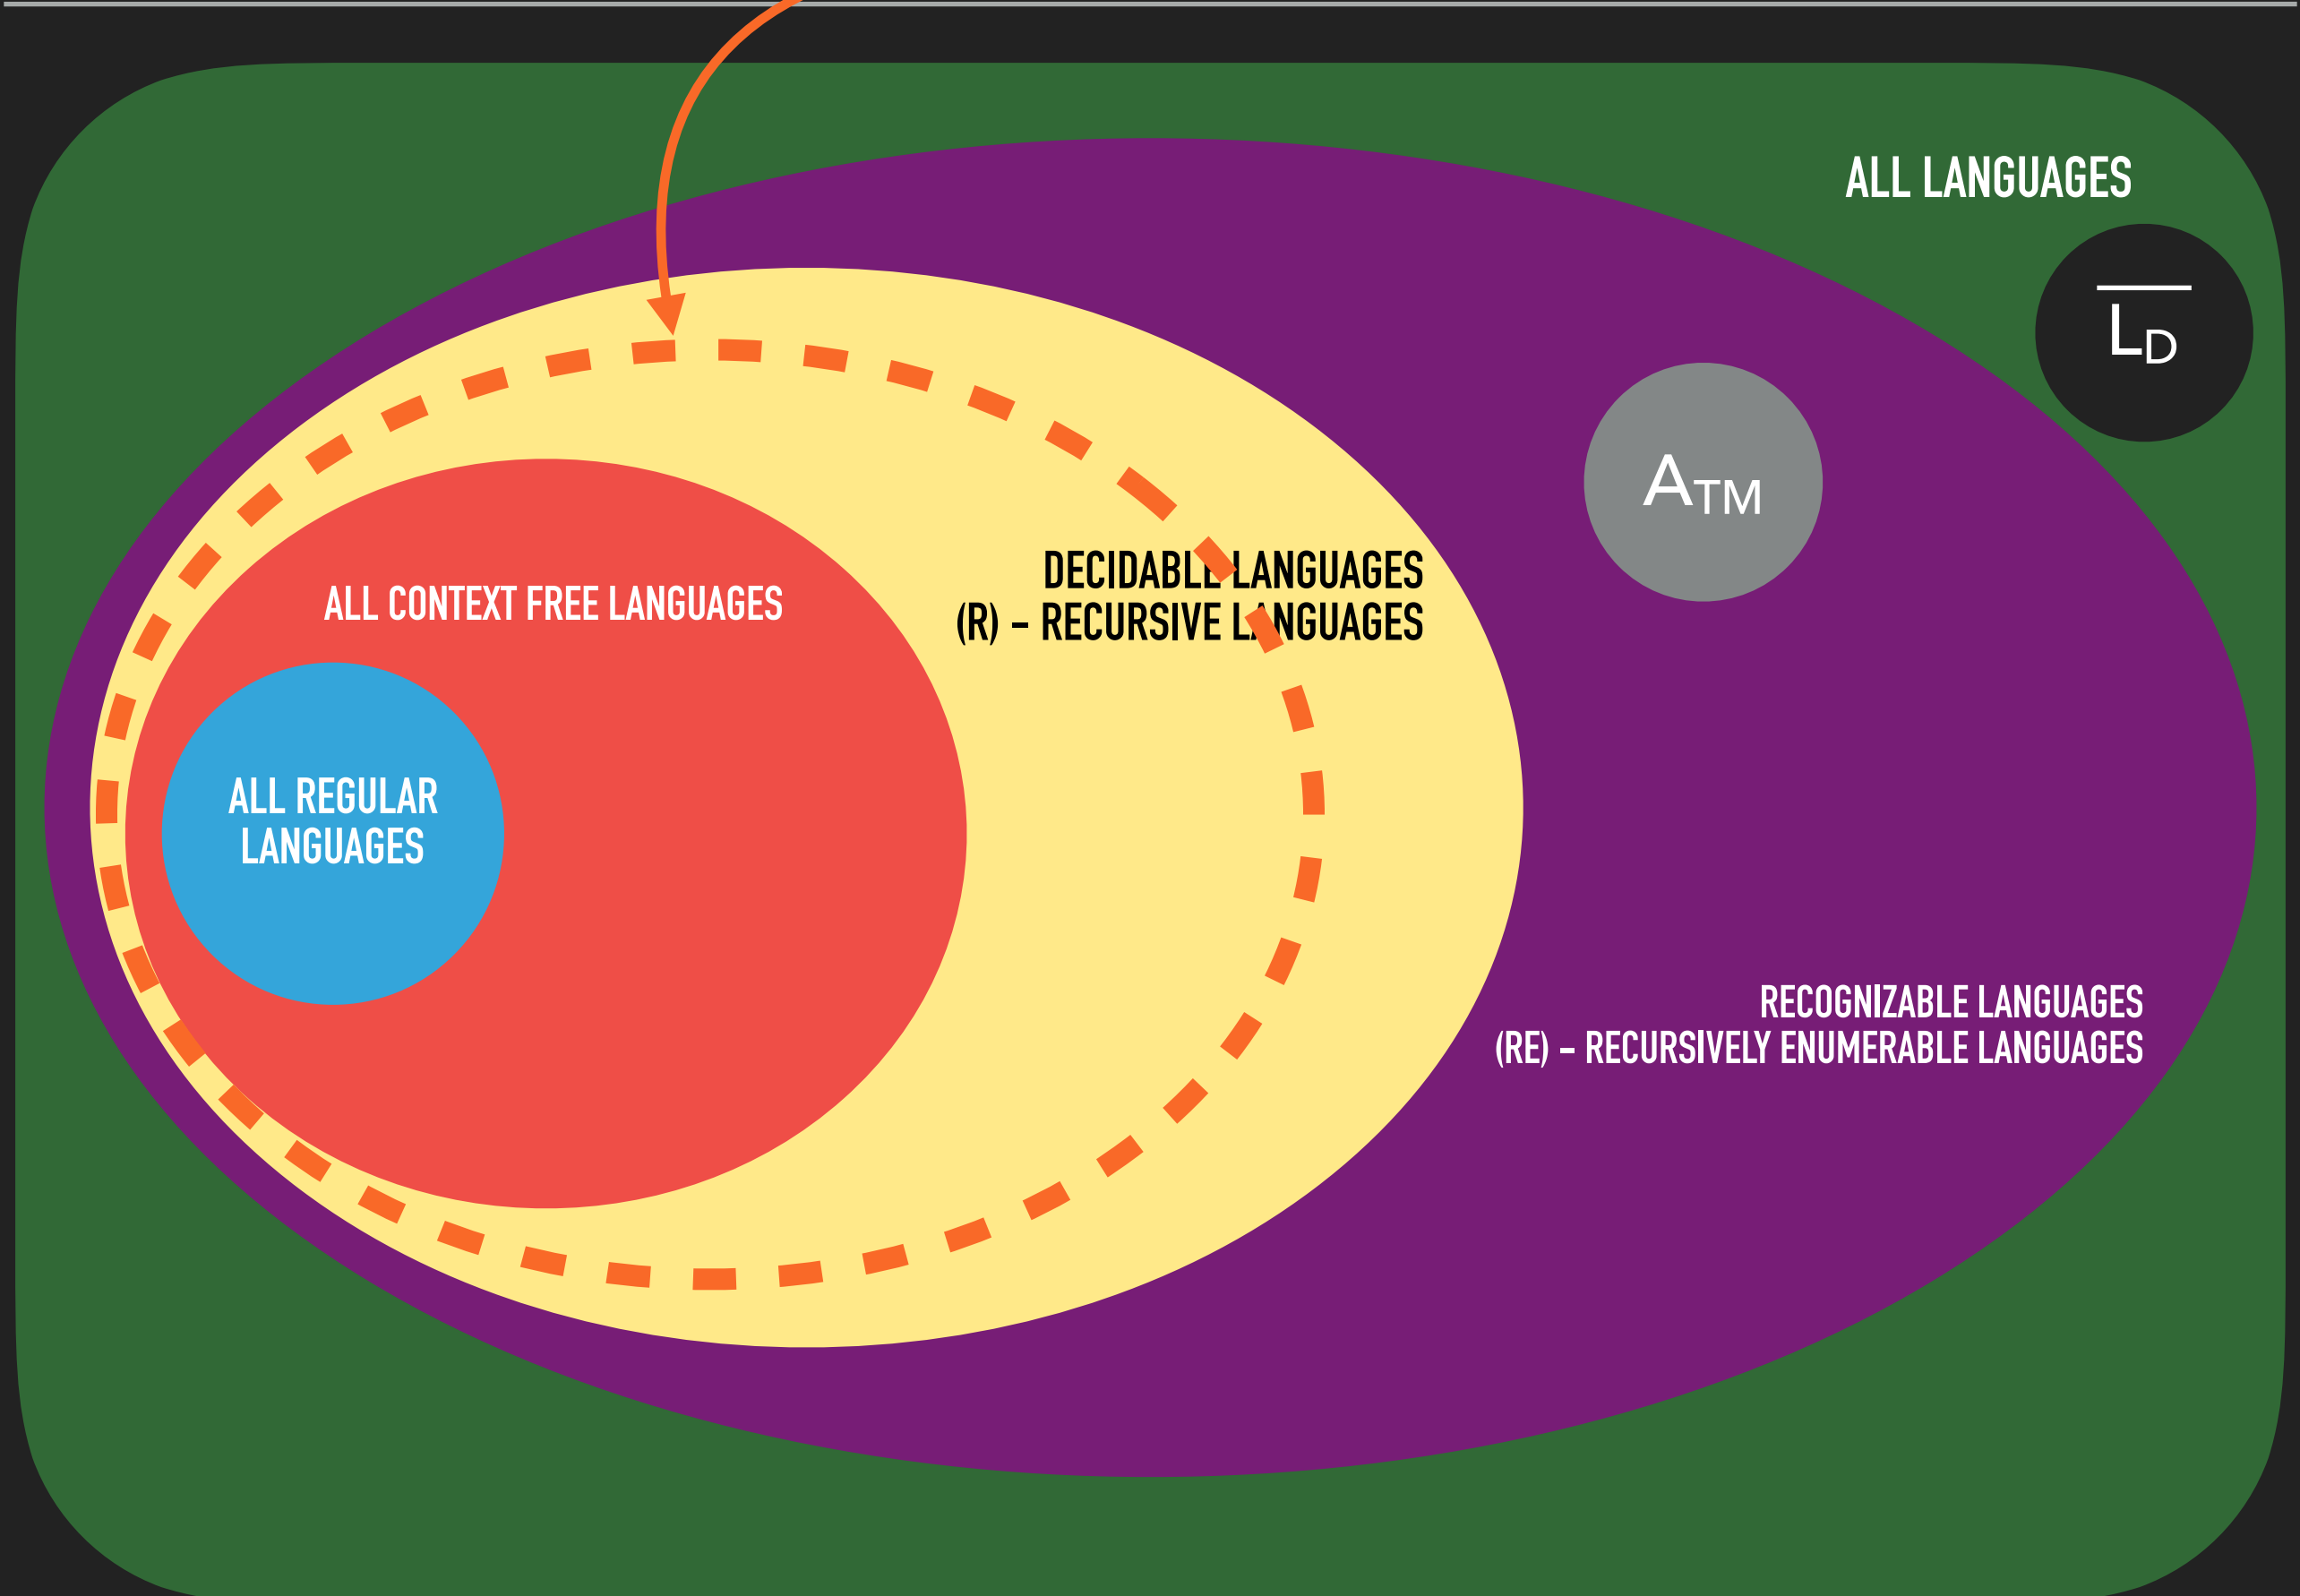 ALL LANGUAGES
L̅D
ATM
DECIDABLE LANGUAGES
(R) – RECURSIVE LANGUAGES
ALL CONTEXT FREE LANGUAGES
ALL REGULAR
LANGUAGES
RECOGNIZABLE LANGUAGES
(RE) – RECURSIVELY ENUMERABLE LANGUAGES